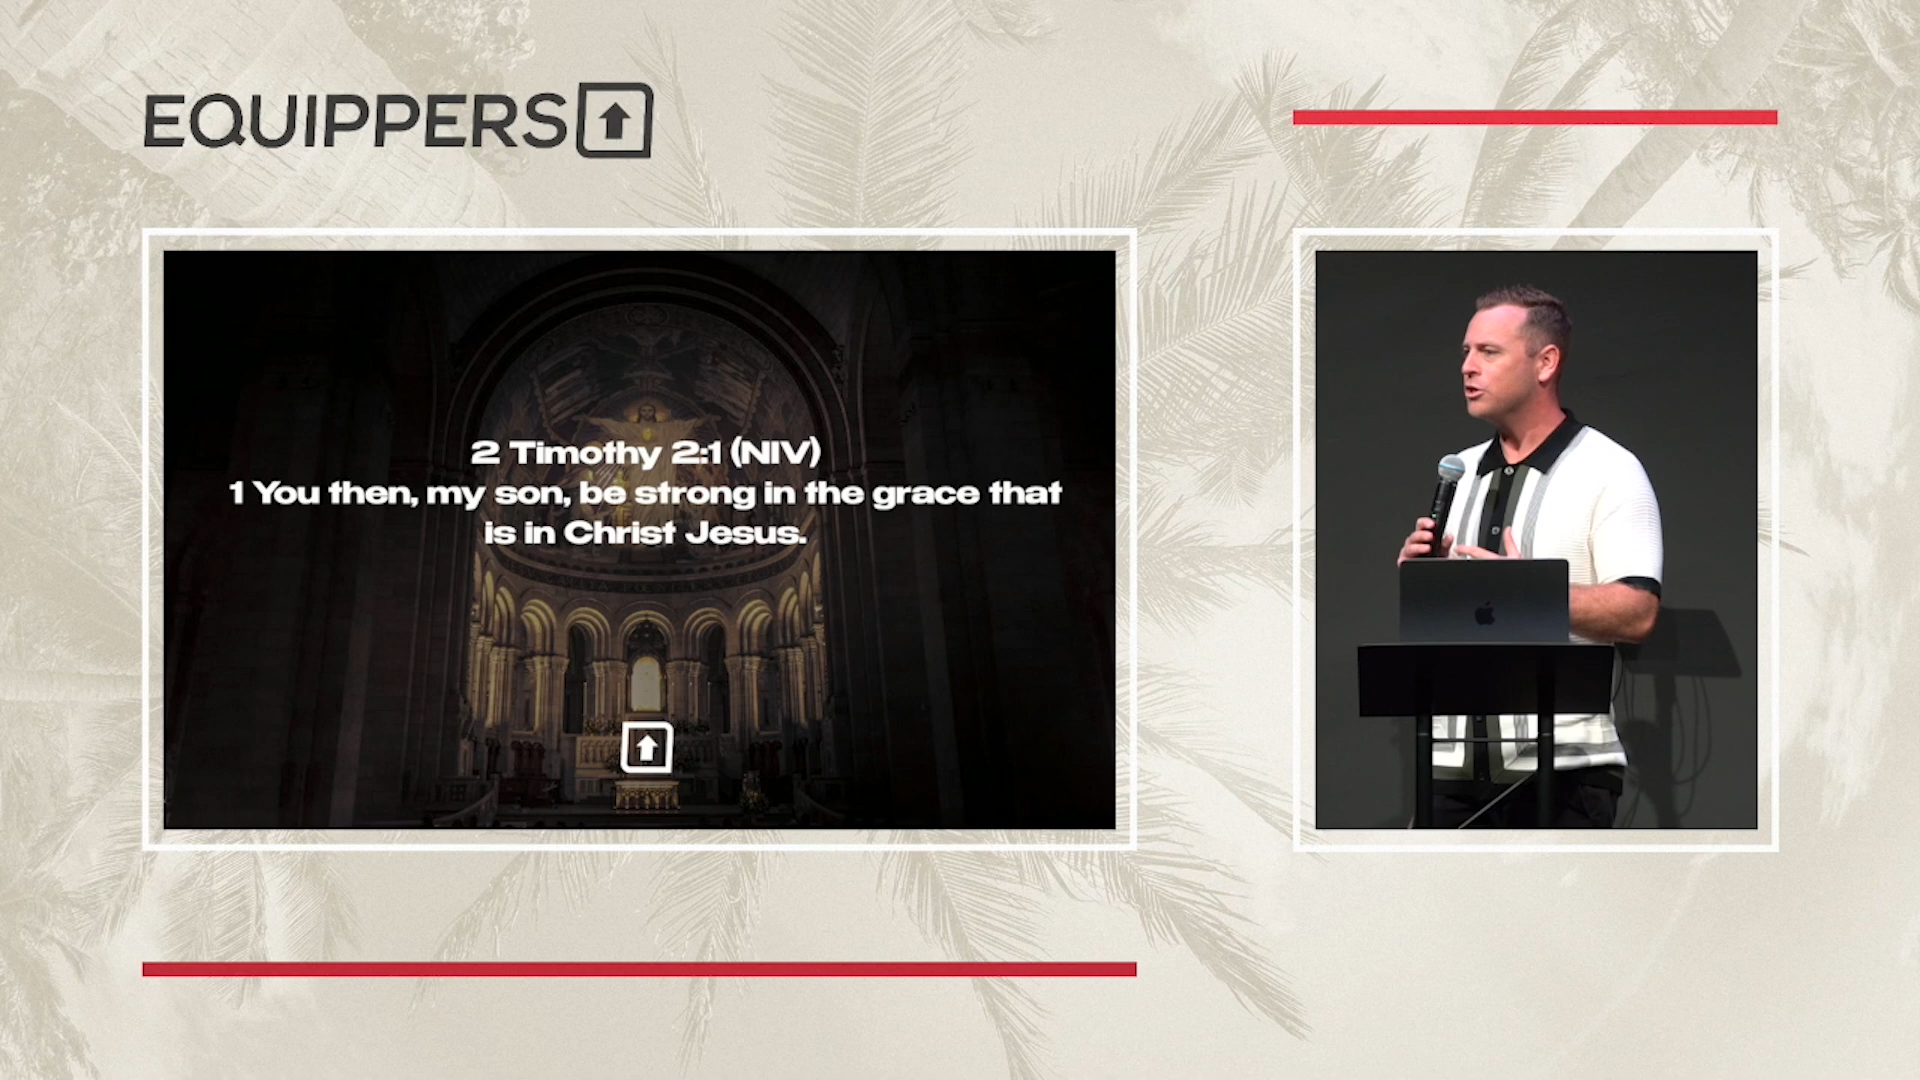 EQUIPPERS
2 Timothy 2:1 (NIV)
1 You then, my son, be strong in the grace that
is in Christ Jesus.